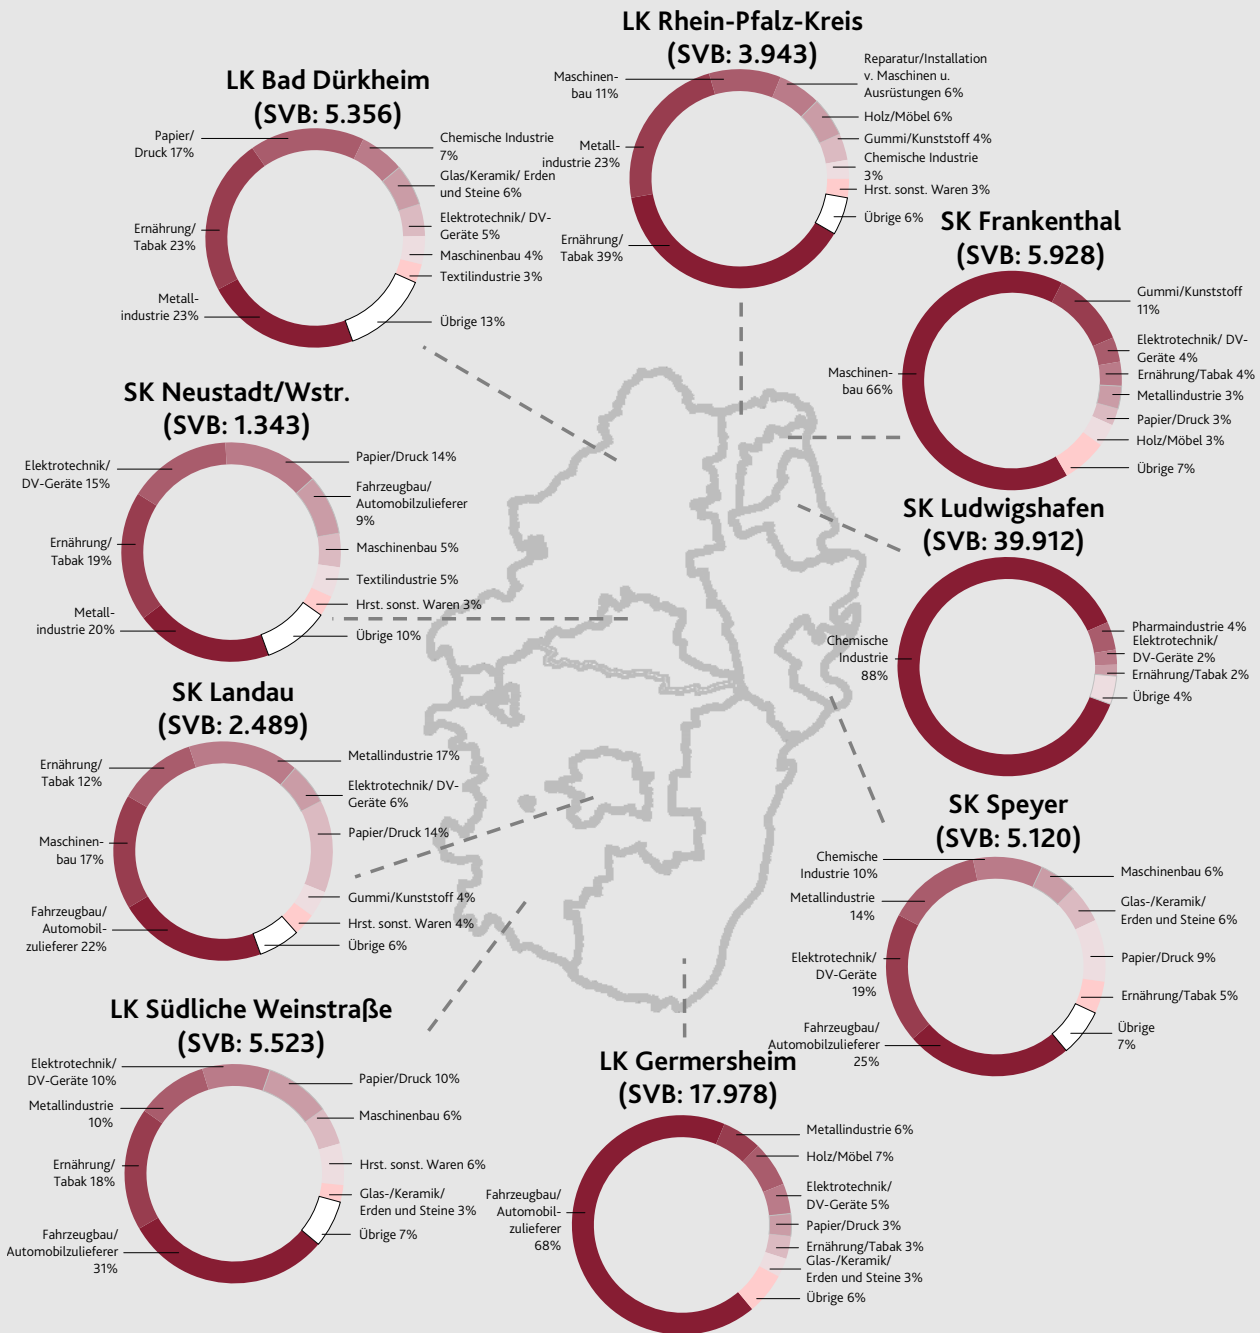 LK Rhein-Pfalz-Kreis
(SVB: 3.943)
Maschinen-
bau 11%
Metall-
industrie 23%
Ernährung/
Tabak 39%
Reparatur/Installation
v. Maschinen u.
Ausrüstungen 6%
Holz/Möbel 6%
Gummi/Kunststoff 4%
Chemische Industrie
3%
Hrst. sonst. Waren 3%
Übrige 6%
LK Bad Dürkheim
(SVB: 5.356)
Papier/
Druck 17%
Ernährung/
Tabak 23%
Metall-
industrie 23%
Chemische Industrie
7%
Glas/Keramik/ Erden
und Steine 6%
Elektrotechnik/ DV-
Geräte 5%
Maschinenbau 4%
Textilindustrie 3%
Übrige 13%
SK Frankenthal
(SVB: 5.928)
Maschinen-
bau 66%
Gummi/Kunststoff
11%
Elektrotechnik/ DV-
Geräte 4%
Ernährung/Tabak 4%
Metallindustrie 3%
Papier/Druck 3%
Holz/Möbel 3%
Übrige 7%
SK Neustadt/Wstr.
(SVB: 1.343)
Elektrotechnik/
DV-Geräte 15%
Ernährung/
Tabak 19%
Metall-
industrie 20%
Papier/Druck 14%
Fahrzeugbau/
Automobilzulieferer
9%
Maschinenbau 5%
Textilindustrie 5%
Hrst. sonst. Waren 3%
Übrige 10%
SK Ludwigshafen
(SVB: 39.912)
Chemische
Industrie
88%
Pharmaindustrie 4%
Elektrotechnik/
DV-Geräte 2%
Ernährung/Tabak 2%
Übrige 4%
SK Landau
(SVB: 2.489)
Ernährung/
Tabak 12%
Maschinen-
bau 17%
Fahrzeugbau/
Automobil-
zulieferer 22%
Metallindustrie 17%
Elektrotechnik/ DV-
Geräte 6%
Papier/Druck 14%
Gummi/Kunststoff 4%
Hrst. sonst. Waren 4%
Übrige 6%
SK Speyer
(SVB: 5.120)
Chemische
Industrie 10%
Metallindustrie
14%
Elektrotechnik/
DV-Geräte
19%
Fahrzeugbau/
Automobilzulieferer
25%
Maschinenbau 6%
Glas-/Keramik/
Erden und Steine 6%
Papier/Druck 9%
Ernährung/Tabak 5%
Übrige
7%
LK Südliche Weinstraße
(SVB: 5.523)
Elektrotechnik/
DV-Geräte 10%
Metallindustrie
10%
Ernährung/
Tabak 18%
Fahrzeugbau/
Automobilzulieferer
31%
Papier/Druck 10%
Maschinenbau 6%
Hrst. sonst. Waren 6%
Glas-/Keramik/
Erden und Steine 3%
Übrige 7%
LK Germersheim
(SVB: 17.978)
Fahrzeugbau/
Automobil-
zulieferer
68%
Metallindustrie 6%
Holz/Möbel 7%
Elektrotechnik/
DV-Geräte 5%
Papier/Druck 3%
Ernährung/Tabak 3%
Glas-/Keramik/
Erden und Steine 3%
Übrige 6%